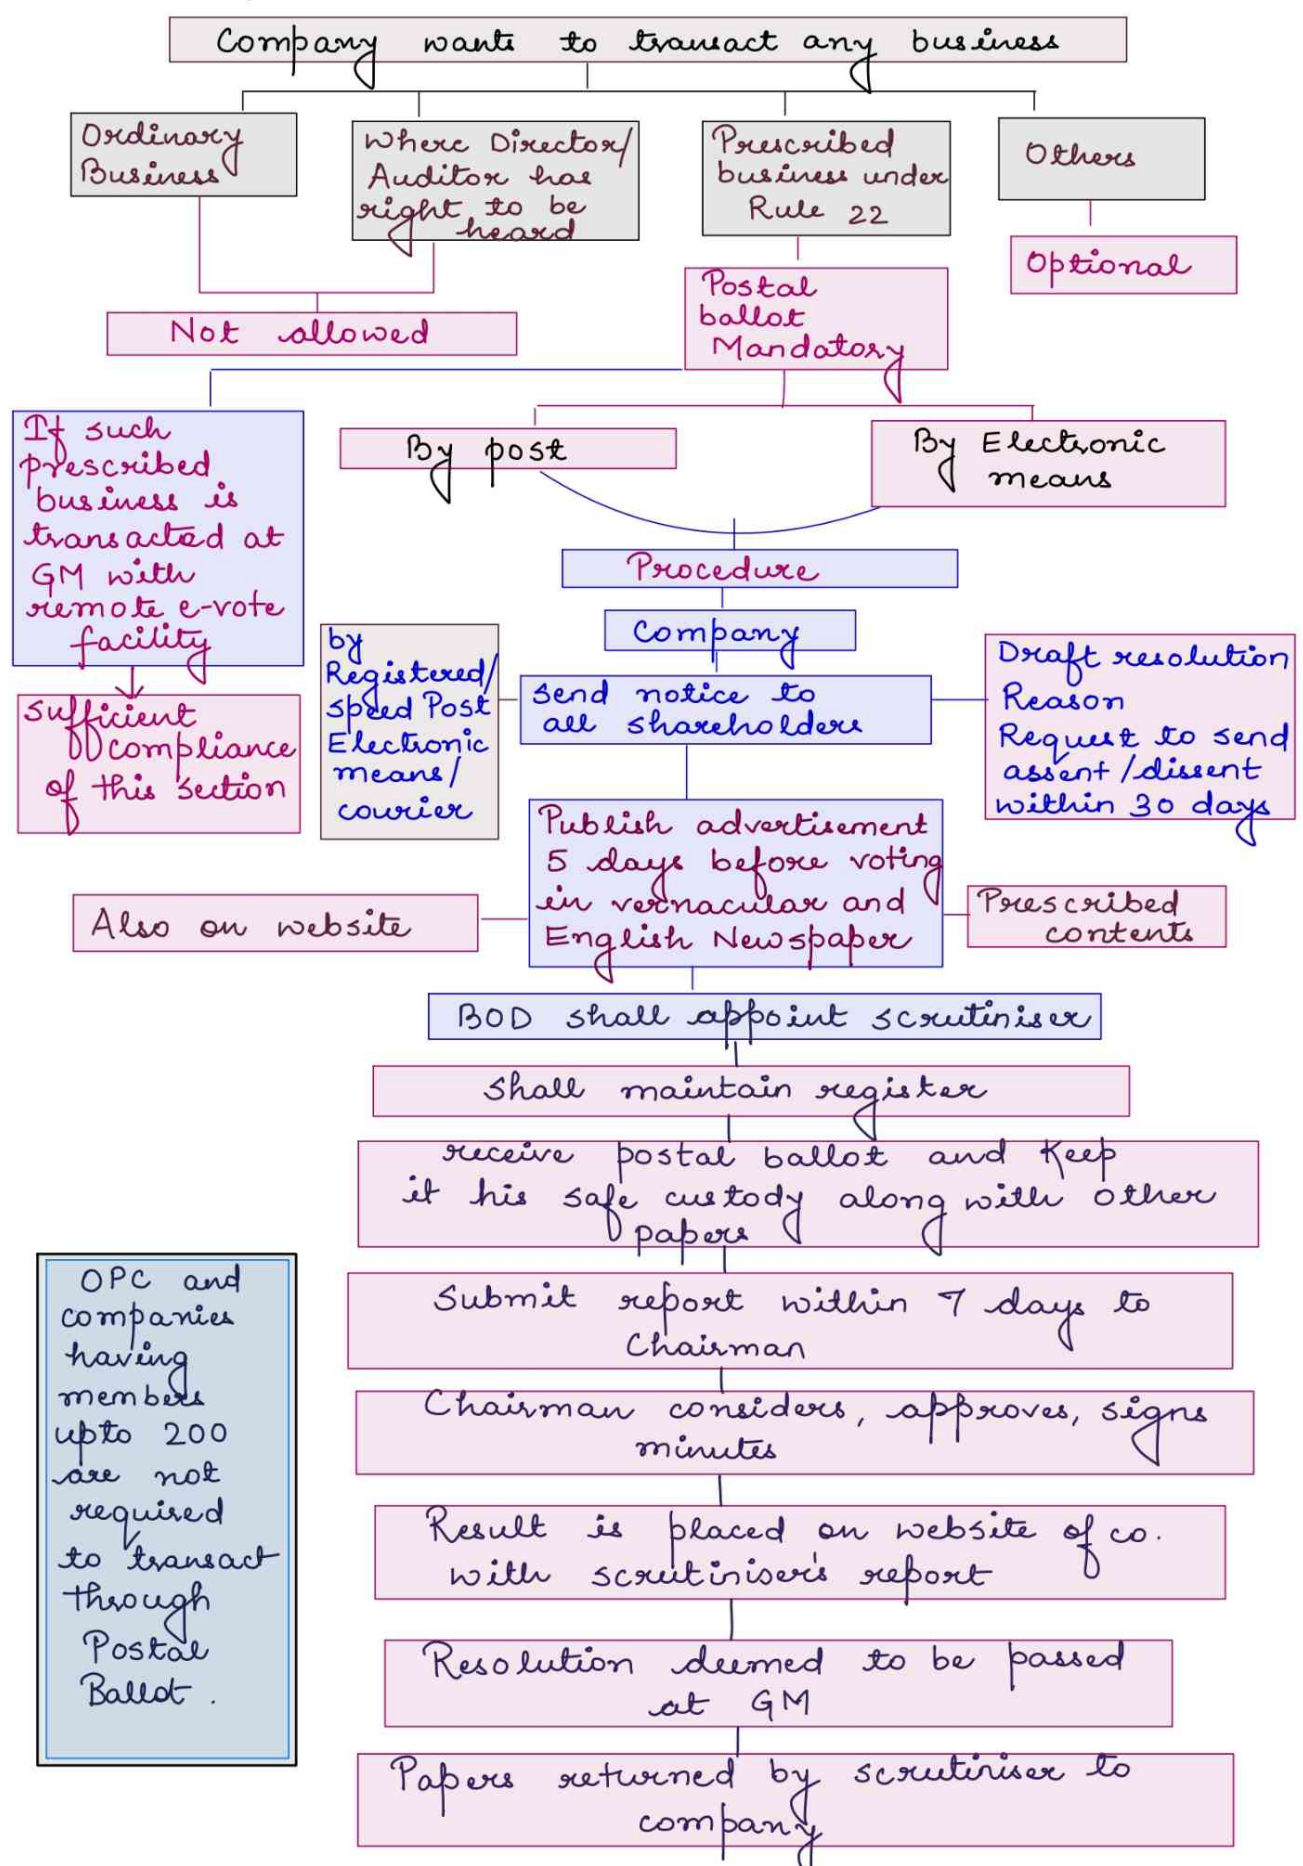 Company wants to transact any business
Ordinary
Business
Where Director/
Auditor has
right to be
heard
Prescribed
business under
Rule 22
Others
Optional
Not allowed
Postal
ballot
Mandatory
If such
prescribed
business is
transacted at
GM with
remote e-vote
facility
By post
By Electronic
means
Procedure
Company
by
Registered/
speed Post
Electronic
means/
courier
Send notice to
all shareholders
Draft resolution
Reason
Request to send
assent/dissent
within 30 days
Sufficient
compliance
of this section
Publish advertisement
5 days before voting
in vernacular and
English Newspaper
Also on website
Prescribed
contents
BOD shall appoint scrutiniser
Shall maintain register
receive postal ballot and Keep
it his safe custody along with other
papers
Submit report within 7 days to
Chairman
Chairman considers, approves, signs
minutes
Result is placed on website of co.
with scrutiniser's report
Resolution deemed to be passed
at GM
Papers returned by scrutiniser to
company
OPC and
companies
having
members
upto 200
are not
required
to transact
through
Postal
Ballot.